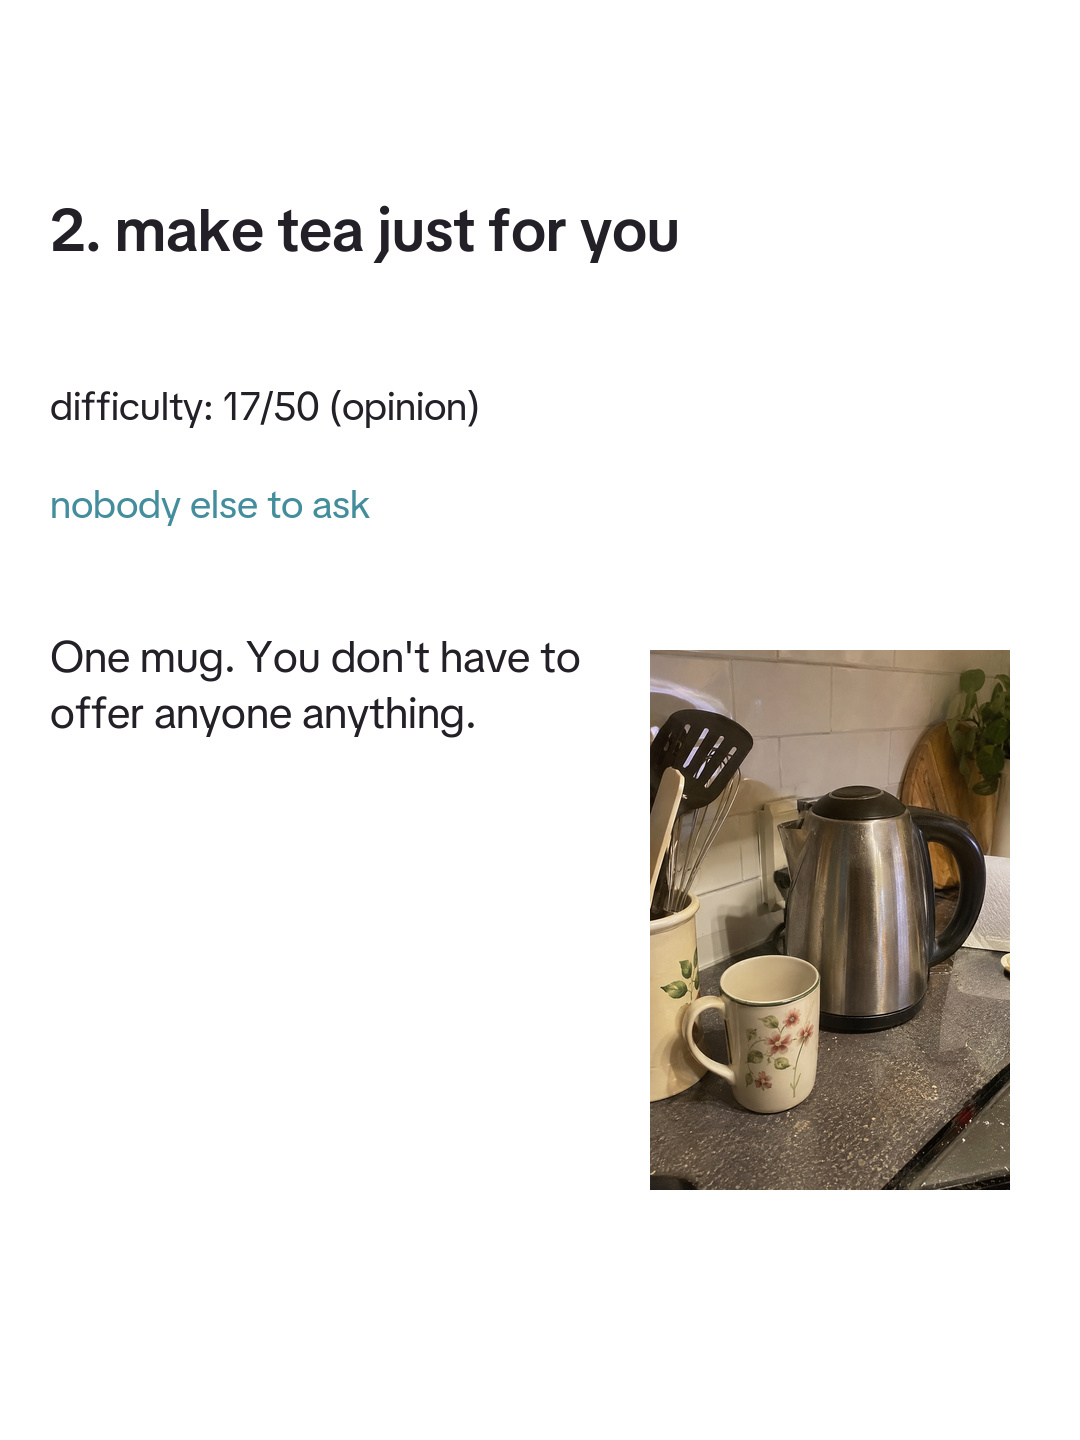 2. make tea just for you
difficulty: 17/50 (opinion)
nobody else to ask
One mug. You don't have to
offer anyone anything.